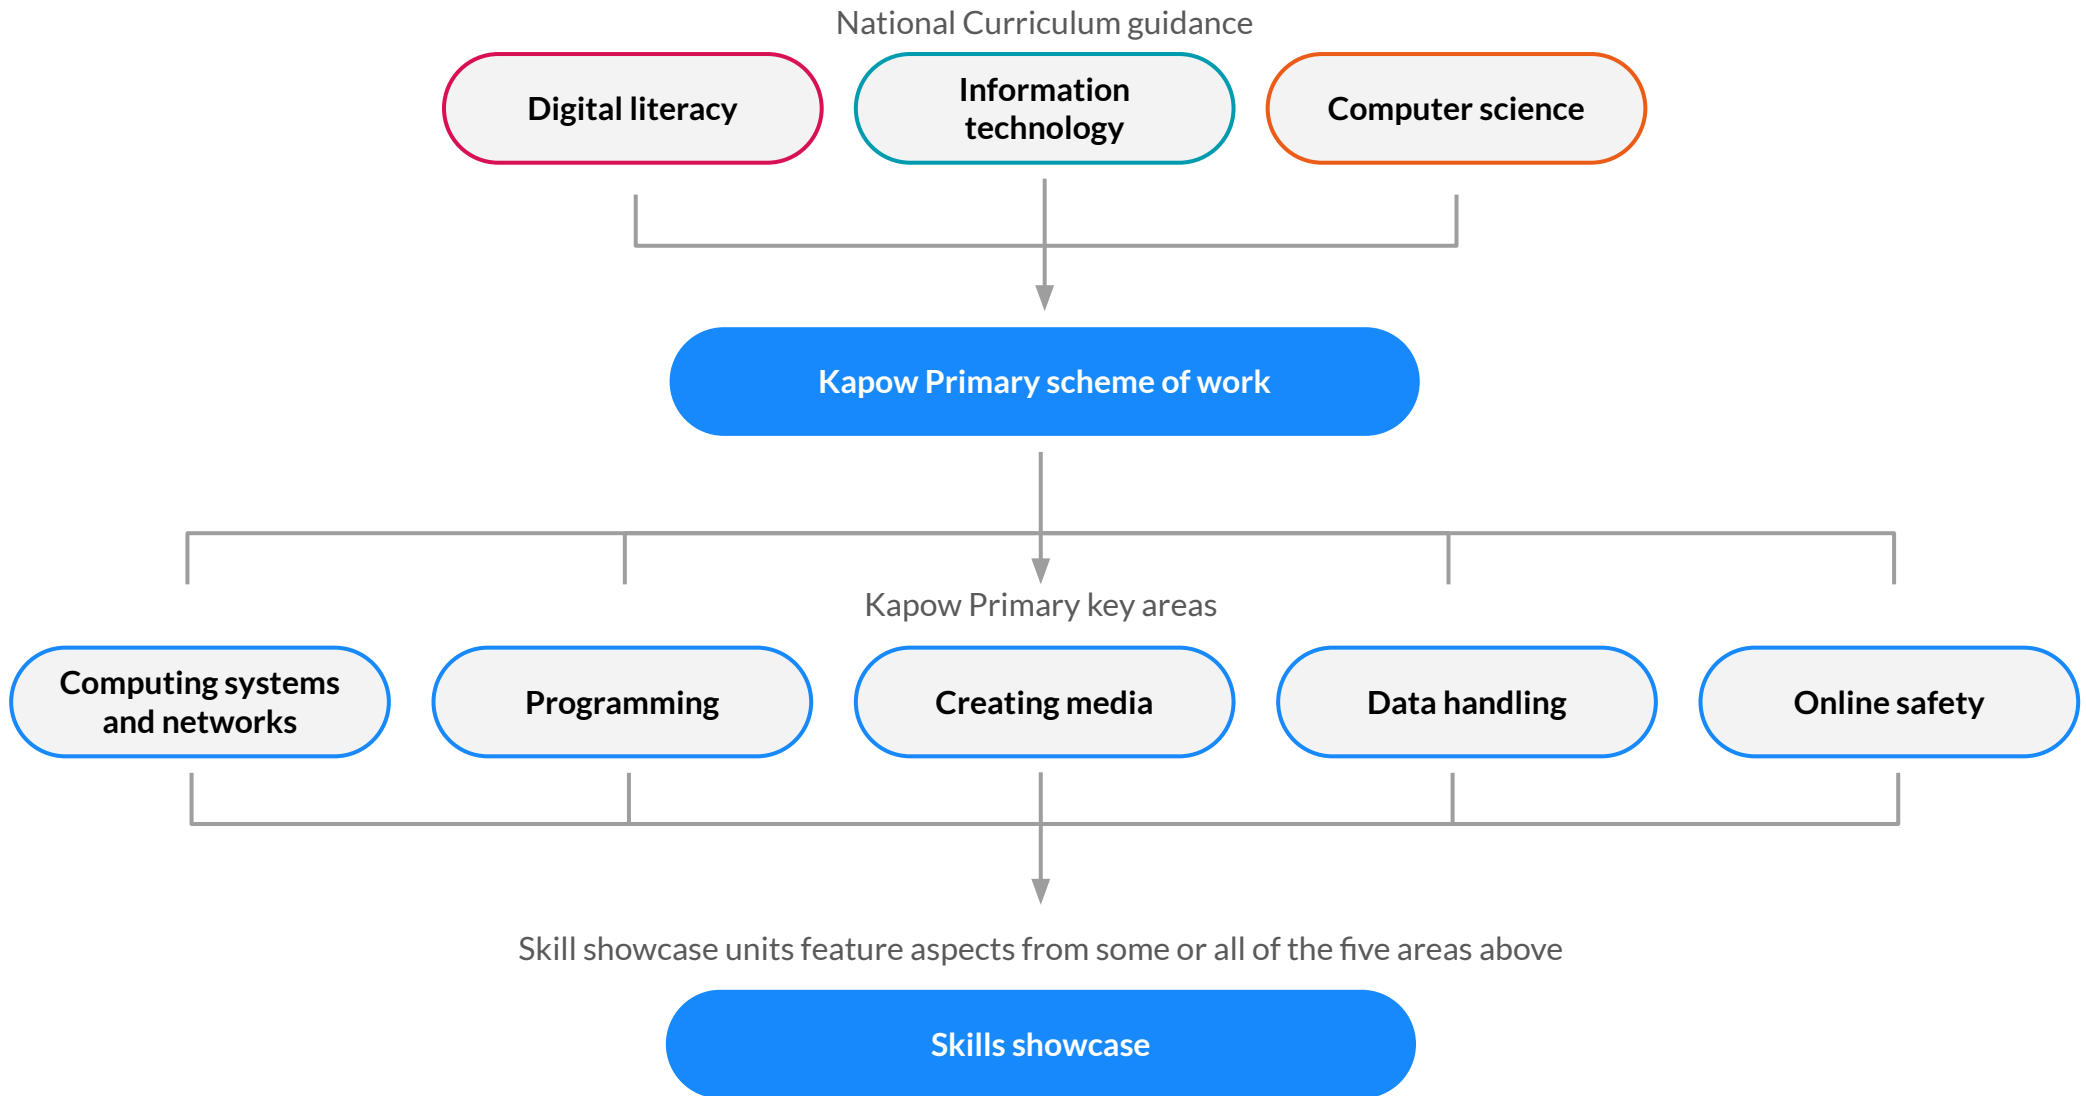 National Curriculum guidance
Digital literacy
Information
technology
Computer science
Kapow Primary scheme of work
Kapow Primary key areas
Computing systems
and networks
Programming
Creating media
Data handling
Online safety
Skill showcase units feature aspects from some or all of the five areas above
Skills showcase